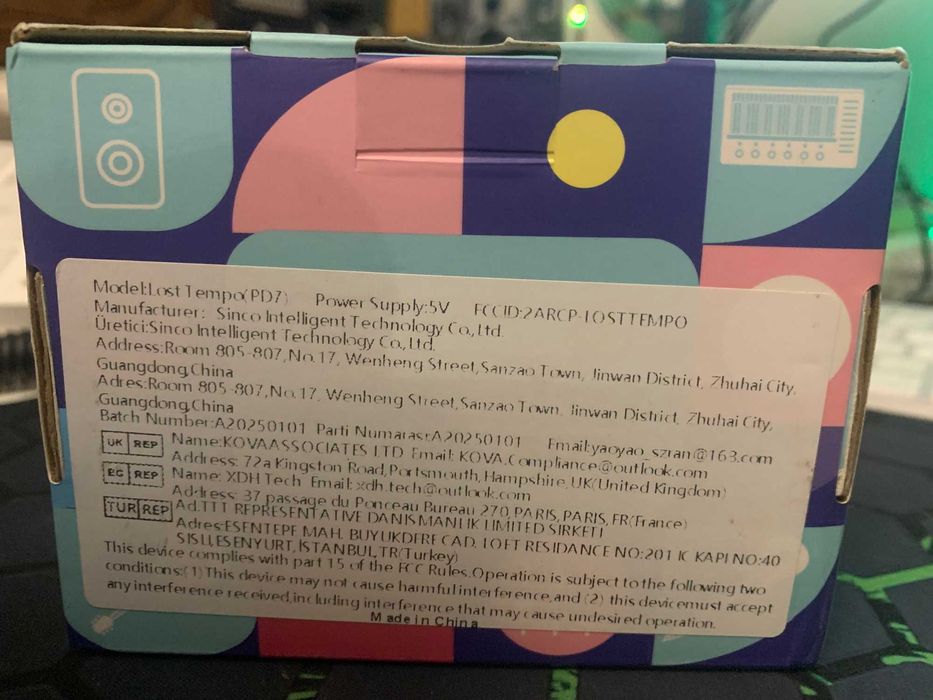 Model:Lost Tempo(PD7) Power Supply:5V FCCID:2ARCP-LOSTTEMPO
Manufacturer: Sinco Intelligent Technology Co,.Ltd.
Üretici:Sinco Intelligent Technology Co,.Ltd.
Address:Room 805-807,No.17, Wenheng Street,Sanzao Town, Jinwan District, Zhuhai City,
Guangdong,China
Adres:Room 805-807,No.17, Wenheng Street,Sanzao Town, Jinwan District, Zhuhai City,
Guangdong,China
Batch Number:A20250101 Parti Numarası:A20250101 Email:yaoyao_szran@163.com
UK REP Name:KOVAASSOCIATES LTD Email: KOVA.Compliance@outlook.com
Address: 72a Kingston Road,Portsmouth,Hampshire,UK(United Kingdom)
EC REP Name: XDH Tech Email: xdh.tech@outlook.com
Address: 37 passage du Ponceau Bureau 270, PARIS, PARIS, FR(France)
TUR REP Ad.TTT REPRESENTATIVE DANISMANLIK LIMITED SIRKETI
Adres:ESENTEPE MAH. BUYUKDERE CAD. LOFT RESIDANCE NO:201 IC KAPI NO:40
SISLI,ESENYURT, İSTANBUL, TR(Turkey)
This device complies with part 15 of the FCC Rules.Operation is subject to the following two
conditions:(1)This device may not cause harmful interference,and (2) this devicemust accept
any interference received,including interference that may cause undesired operation.
Made in China